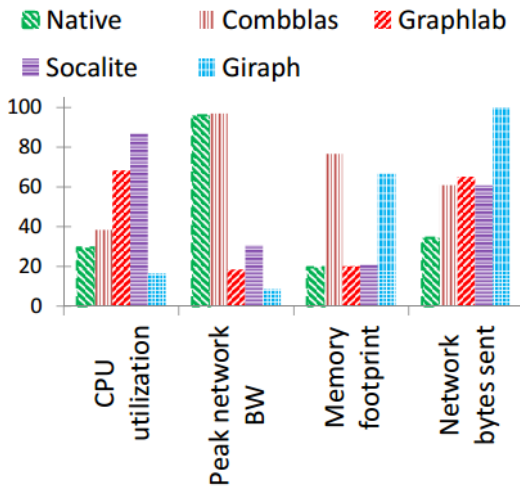 Native Combblas Graphlab
Socalite Giraph
100
80
60
40
20
0
CPU
utilization
Peak network
BW
Memory
footprint
Network
bytes sent